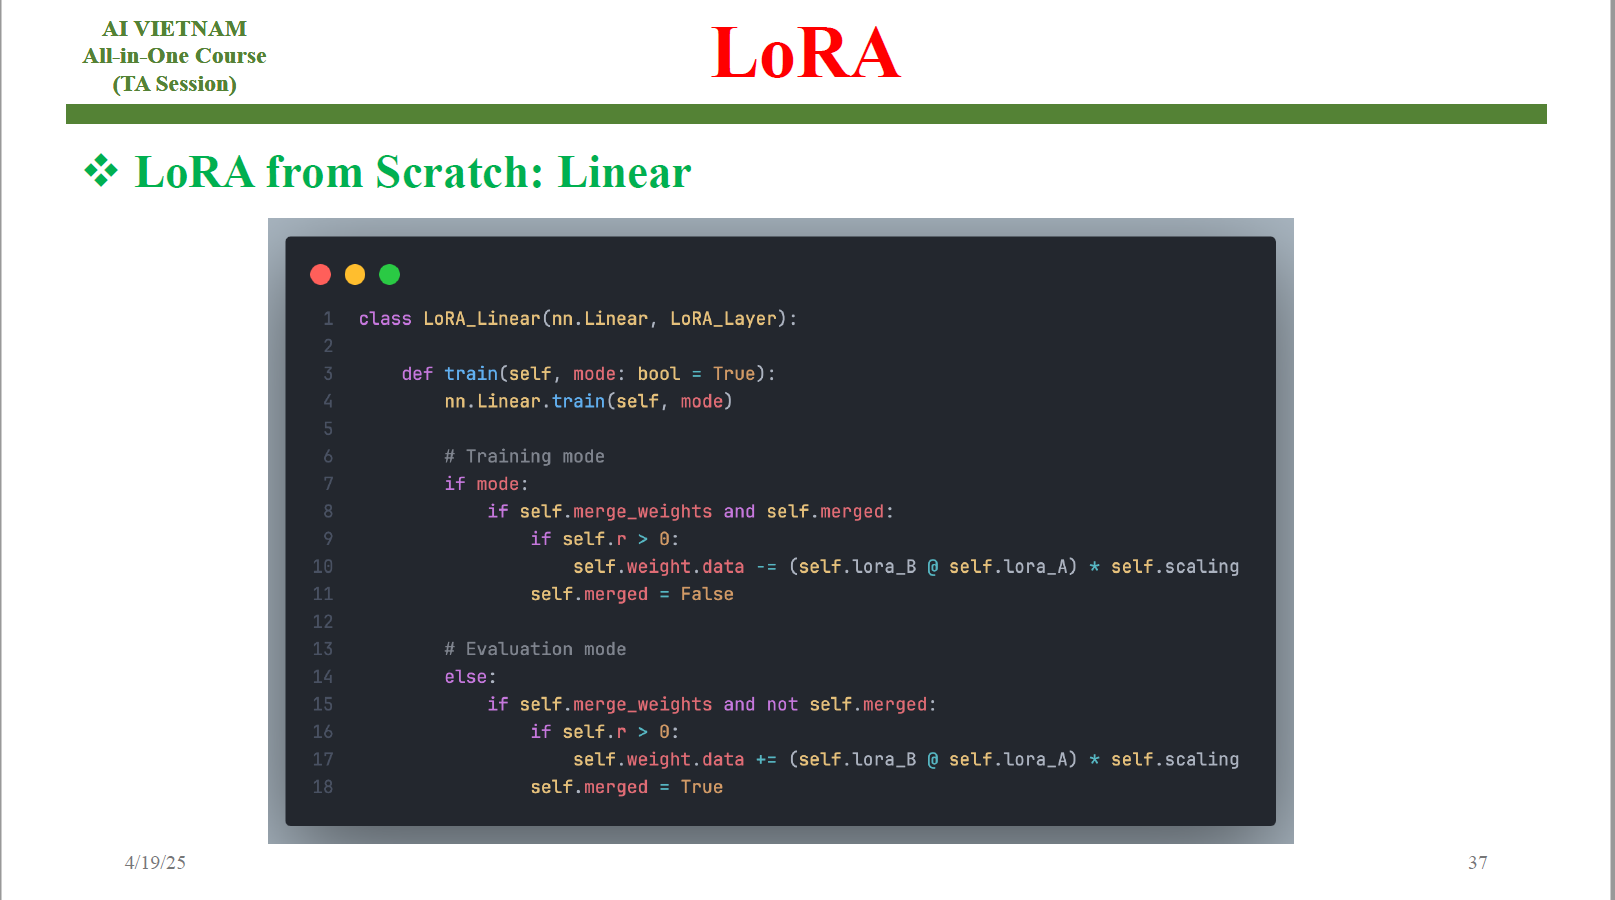 AI VIETNAM
All-in-One Course
(TA Session)
LoRA
❖ LoRA from Scratch: Linear
1 class LoRA_Linear(nn.Linear, LoRA_Layer):
2
3     def train(self, mode: bool = True):
4         nn.Linear.train(self, mode)
5
6         # Training mode
7         if mode:
8             if self.merge_weights and self.merged:
9                 if self.r > 0:
10                     self.weight.data -= (self.lora_B @ self.lora_A) * self.scaling
11                 self.merged = False
12
13         # Evaluation mode
14         else:
15             if self.merge_weights and not self.merged:
16                 if self.r > 0:
17                     self.weight.data += (self.lora_B @ self.lora_A) * self.scaling
18                 self.merged = True
4/19/25
37